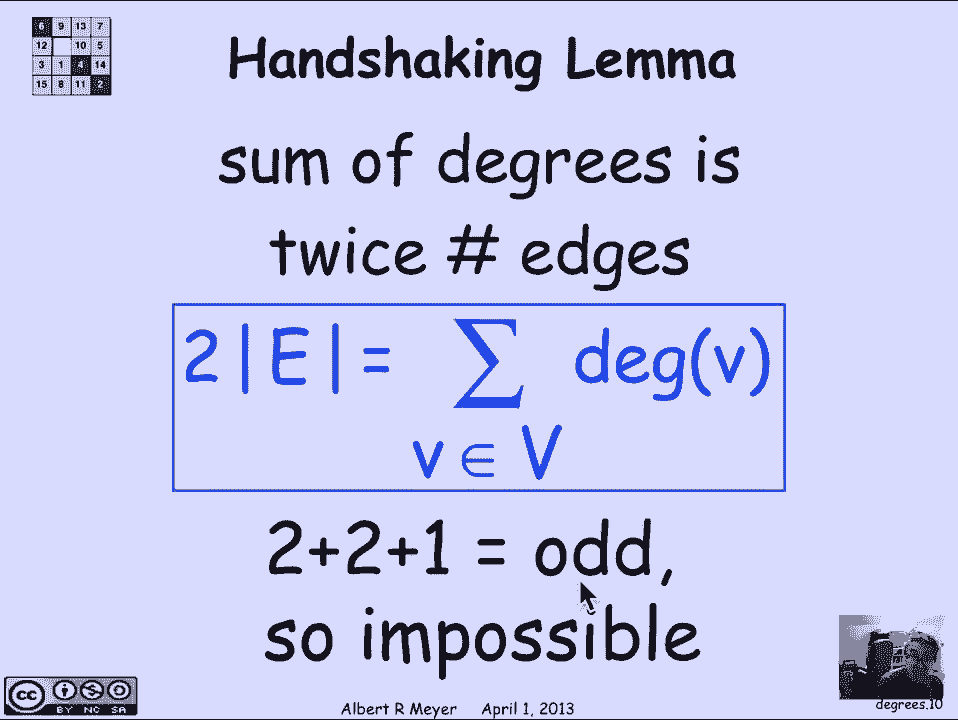 6 9 13 7
12 10 5
3 1 4 14
15 8 11 2
Handshaking Lemma
sum of degrees is
twice # edges
2|E|= ∑ deg(v)
v ∈ V
2+2+1 = odd,
so impossible
cc
BY NC SA
Albert R Meyer April 1, 2013
degrees.10